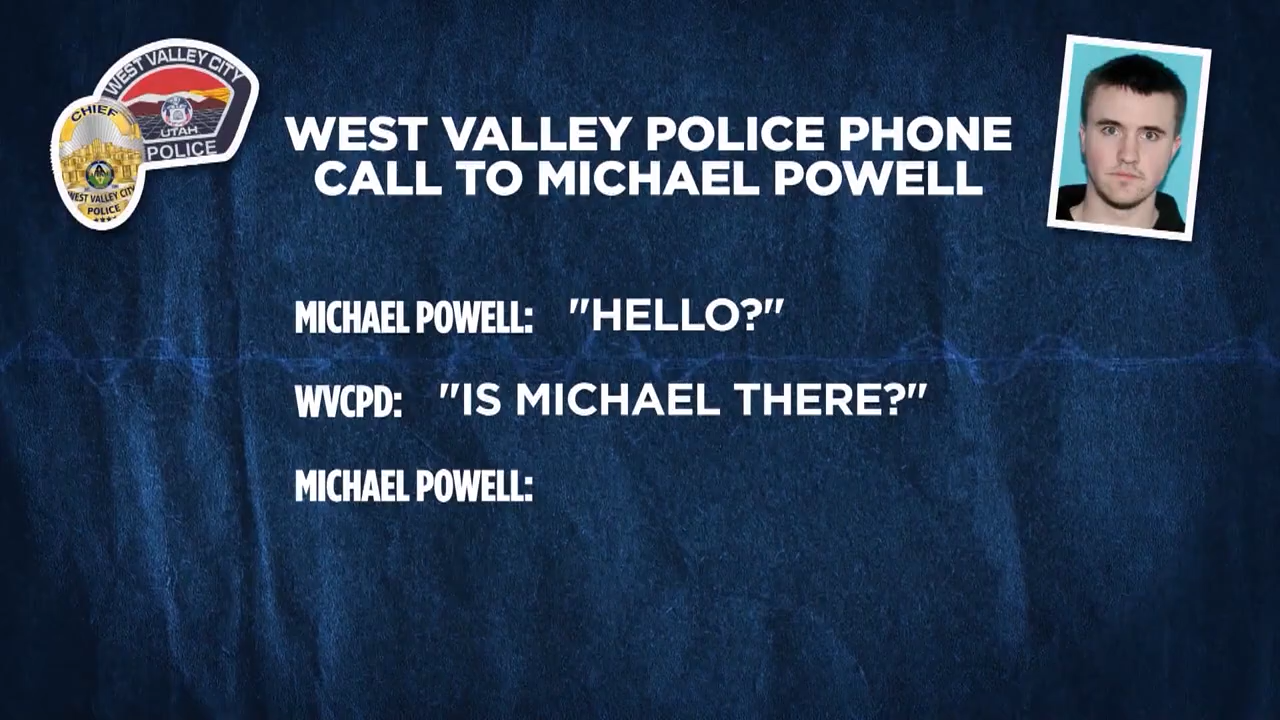 WEST VALLEY CITY
UTAH
POLICE
CHIEF
WEST VALLEY CITY
POLICE
WEST VALLEY POLICE PHONE
CALL TO MICHAEL POWELL
MICHAEL POWELL: "HELLO?"
WVCPD: "IS MICHAEL THERE?"
MICHAEL POWELL: